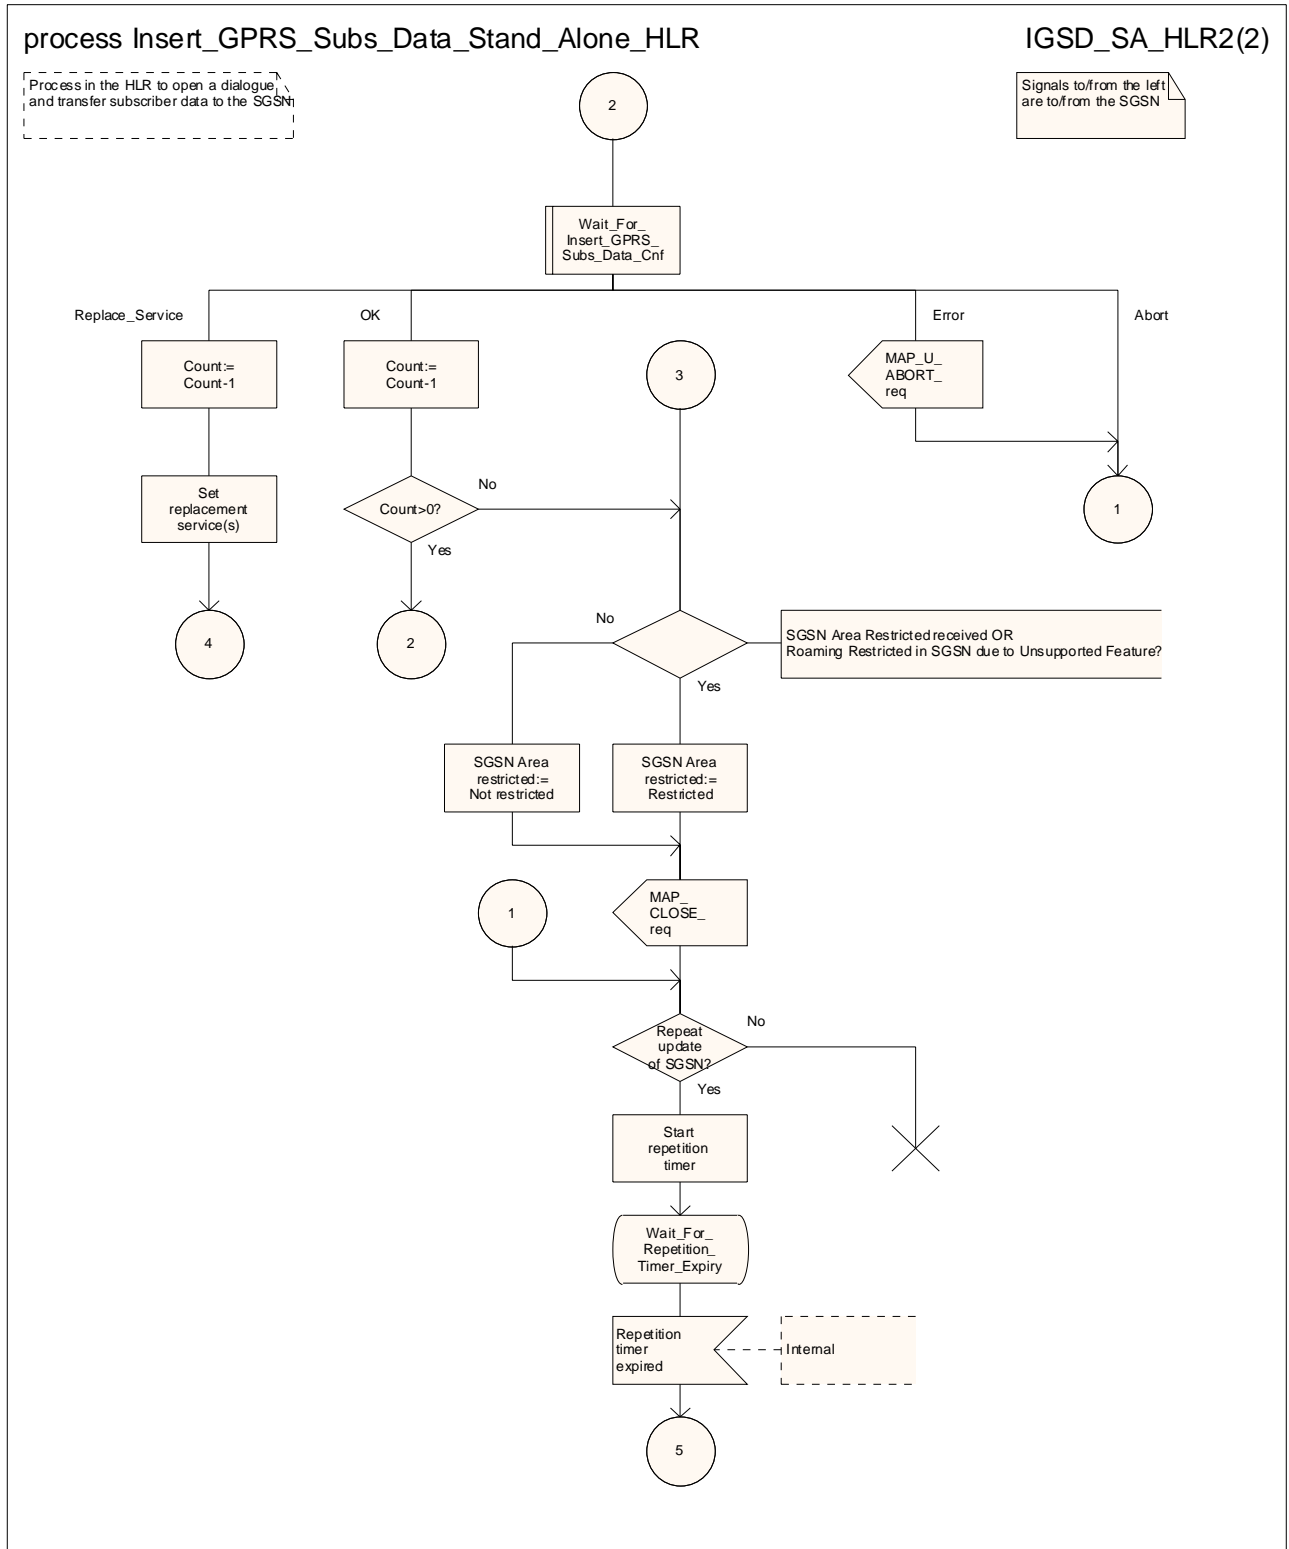 process Insert_GPRS_Subs_Data_Stand_Alone_HLR
IGSD_SA_HLR2(2)
Process in the HLR to open a dialogue
and transfer subscriber data to the SGSN
2
Signals to/from the left
are to/from the SGSN
Wait_For_
Insert_GPRS_
Subs_Data_Cnf
Replace_Service
OK
Error
Abort
Count:=
Count-1
Count:=
Count-1
3
MAP_U_
ABORT_
req
Set
replacement
service(s)
Count>0?
No
Yes
1
4
2
No
Yes
SGSN Area Restricted received OR
Roaming Restricted in SGSN due to Unsupported Feature?
SGSN Area
restricted:=
Not restricted
SGSN Area
restricted:=
Restricted
1
MAP_
CLOSE_
req
Repeat
update
of SGSN?
No
Yes
Start
repetition
timer
Wait_For_
Repetition_
Timer_Expiry
Repetition
timer
expired
Internal
5